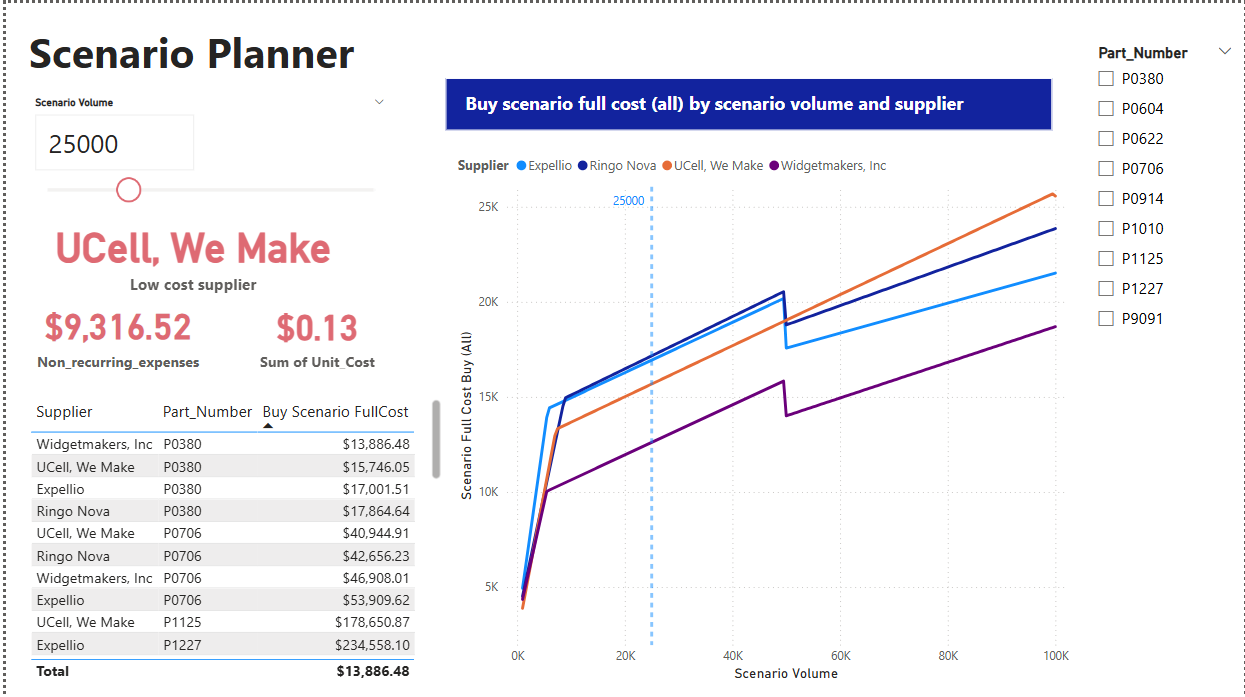 Scenario Planner
Scenario Volume
25000
UCell, We Make
Low cost supplier
$9,316.52 $0.13
Non_recurring_expenses Sum of Unit_Cost
Supplier Part_Number Buy Scenario FullCost
Widgetmakers, Inc P0380 $13,886.48
UCell, We Make P0380 $15,746.05
Expellio P0380 $17,001.51
Ringo Nova P0380 $17,864.64
UCell, We Make P0706 $40,944.91
Ringo Nova P0706 $42,656.23
Widgetmakers, Inc P0706 $46,908.01
Expellio P0706 $53,909.62
UCell, We Make P1125 $178,650.87
Expellio P1227 $234,558.10
Total $13,886.48
Buy scenario full cost (all) by scenario volume and supplier
Supplier Expellio Ringo Nova UCell, We Make Widgetmakers, Inc
Scenario Full Cost Buy (All)
25K
20K
15K
10K
5K
25000
0K 20K 40K 60K 80K 100K
Scenario Volume
Part_Number
P0380
P0604
P0622
P0706
P0914
P1010
P1125
P1227
P9091